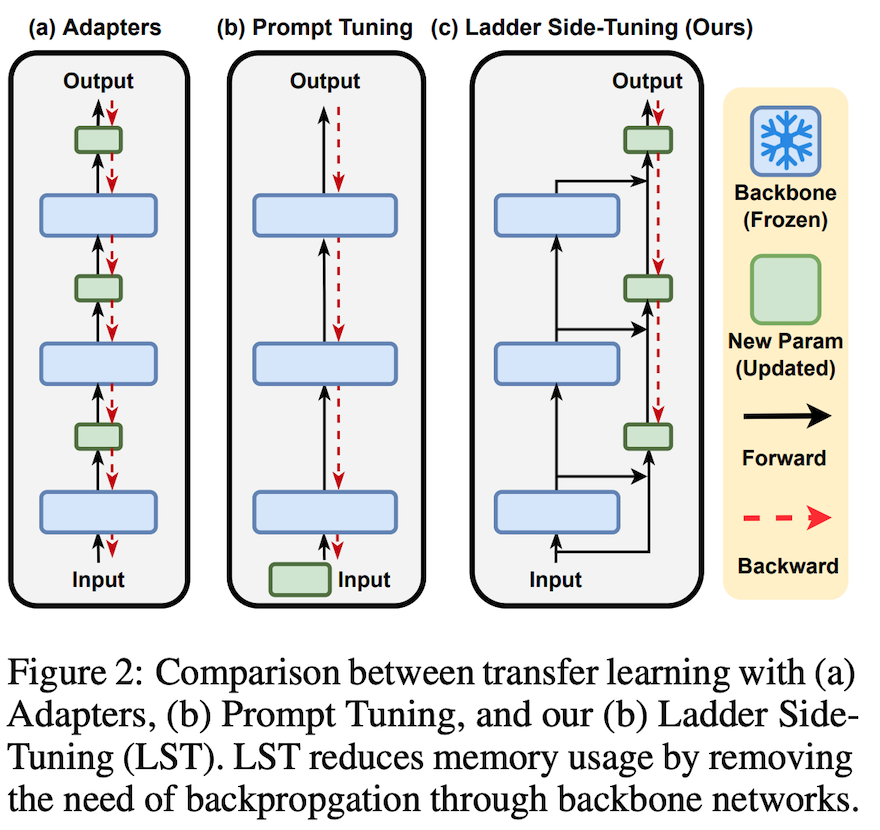 (a) Adapters
(b) Prompt Tuning
(c) Ladder Side-Tuning (Ours)
Output
Output
Output
Input
Input
Input
Backbone
(Frozen)
New Param
(Updated)
Forward
Backward
Figure 2: Comparison between transfer learning with (a)
Adapters, (b) Prompt Tuning, and our (b) Ladder Side-
Tuning (LST). LST reduces memory usage by removing
the need of backpropgation through backbone networks.